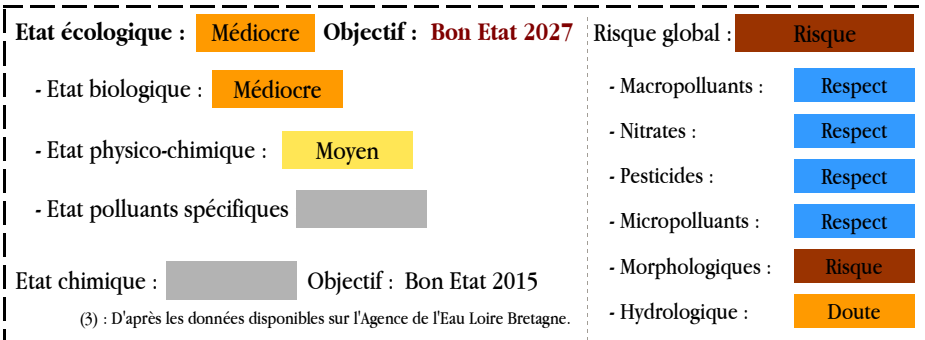 Etat écologique : Médiocre Objectif : Bon Etat 2027
- Etat biologique : Médiocre
- Etat physico-chimique : Moyen
- Etat polluants spécifiques
Etat chimique : Objectif : Bon Etat 2015
(3) : D'après les données disponibles sur l'Agence de l'Eau Loire Bretagne.
Risque global : Risque
- Macropolluants : Respect
- Nitrates : Respect
- Pesticides : Respect
- Micropolluants : Respect
- Morphologiques : Risque
- Hydrologique : Doute